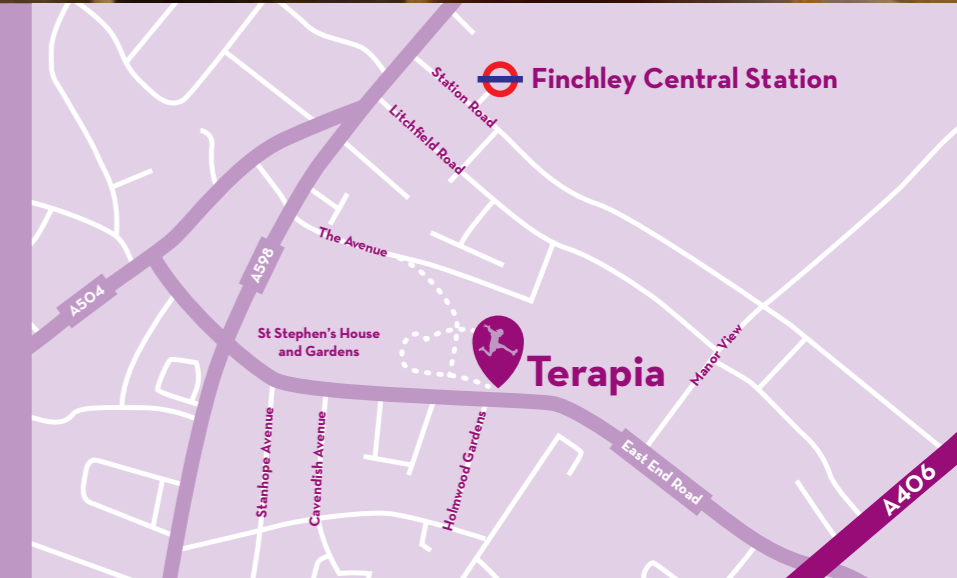 Finchley Central Station
Station Road
Litchfield Road
The Avenue
A598
A504
St Stephen's House
and Gardens
Terapia
Manor View
Stanhope Avenue
Cavendish Avenue
Holmwood Gardens
East End Road
A406